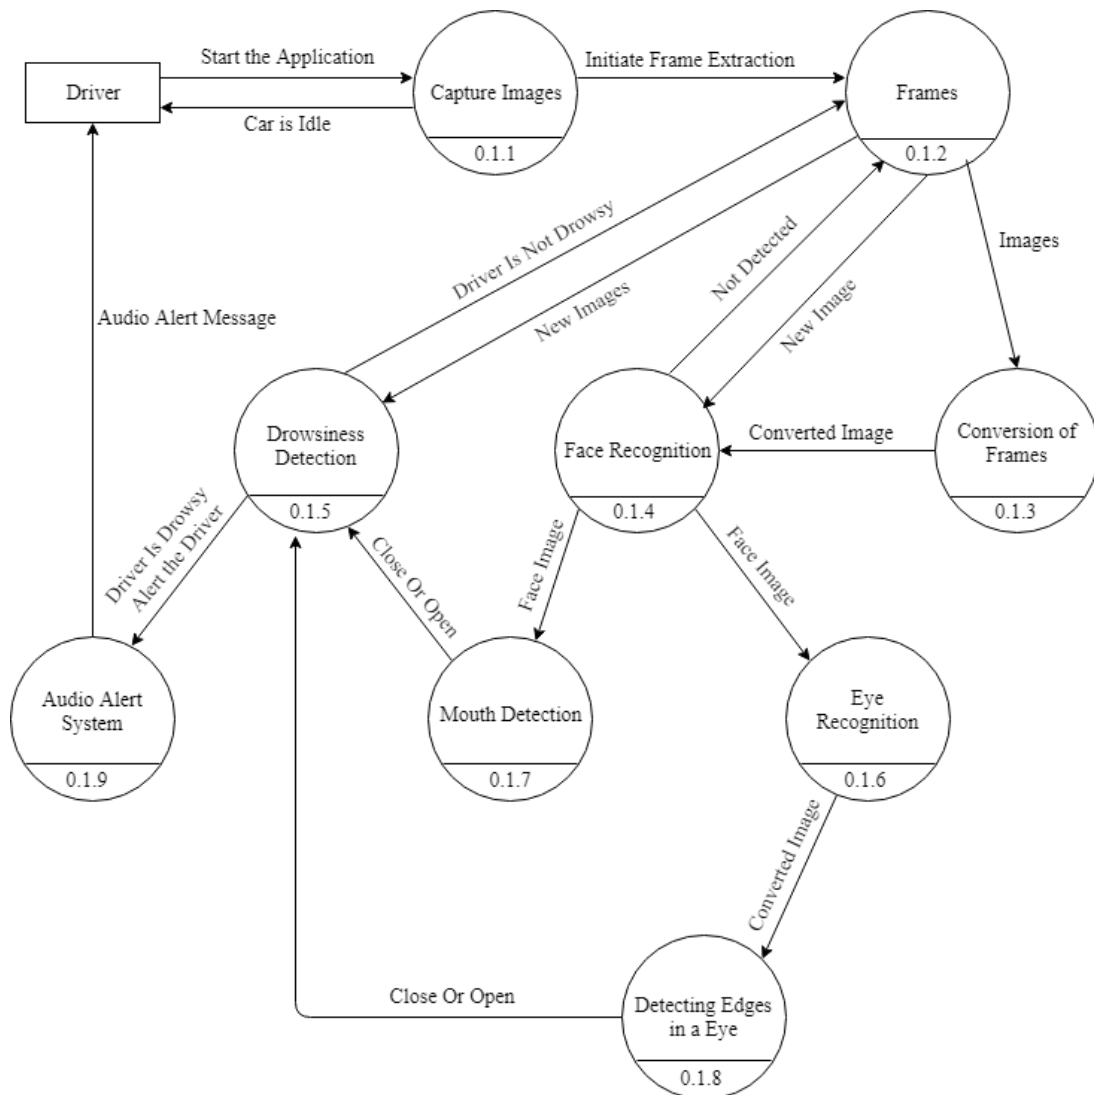 Start the Application
Initiate Frame Extraction
Driver
Capture Images
Frames
Car is Idle
0.1.1
0.1.2
Driver Is Not Drowsy
Not Detected
Images
New Images
New Image
Audio Alert Message
Drowsiness
Detection
Face Recognition
Converted Image
Conversion of
Frames
0.1.5
0.1.4
0.1.3
Driver Is Drowsy
Alert the Driver
Close Or Open
Face Image
Face Image
Audio Alert
System
Mouth Detection
Eye
Recognition
0.1.9
0.1.7
0.1.6
Converted Image
Close Or Open
Detecting Edges
in a Eye
0.1.8